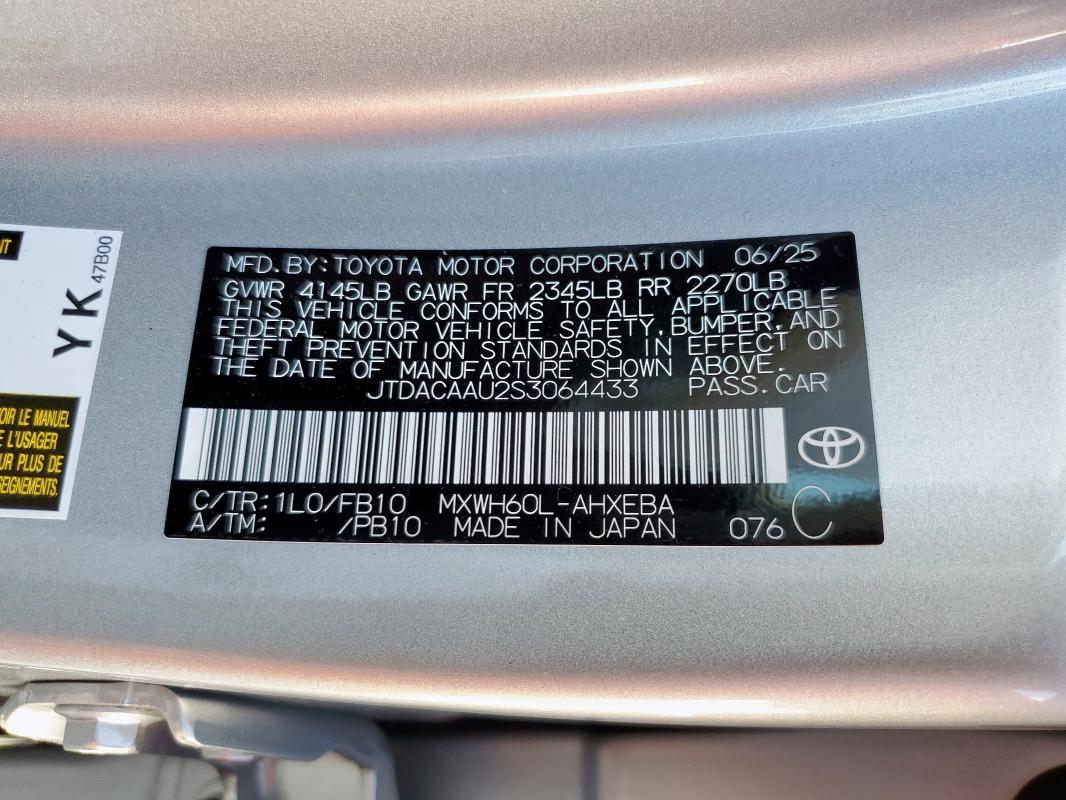 MFD.BY:TOYOTA MOTOR CORPORATION 06/25
GVWR 4145LB GAWR FR 2345LB RR 2270LB
THIS VEHICLE CONFORMS TO ALL APPLICABLE
FEDERAL MOTOR VEHICLE SAFETY,BUMPER,AND
THEFT PREVENTION STANDARDS IN EFFECT ON
THE DATE OF MANUFACTURE SHOWN ABOVE.
JTDACAAU2S3064433 PASS.CAR
C/TR:1L0/FB10 MXWH60L-AHXEBA
A/TM: /PB10 MADE IN JAPAN 076 C
YK
47B00
LE MANUEL
L'USAGER
PLUS DE